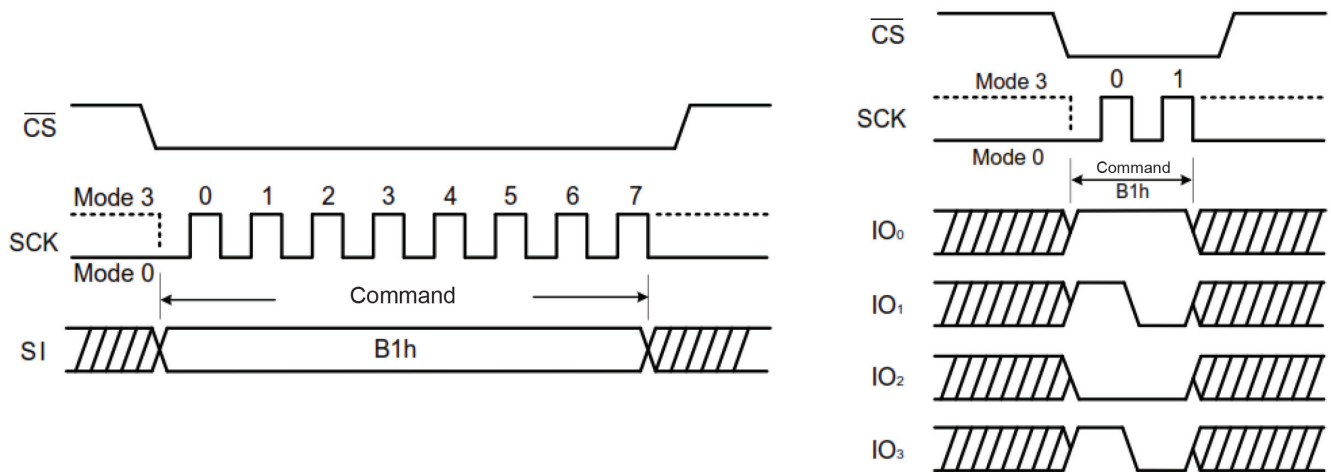 CS
Mode 3 0 1 2 3 4 5 6 7
SCK
Mode 0
Command
SI B1h
CS
Mode 3 0 1
SCK
Mode 0
Command
B1h
IO₀
IO₁
IO₂
IO₃